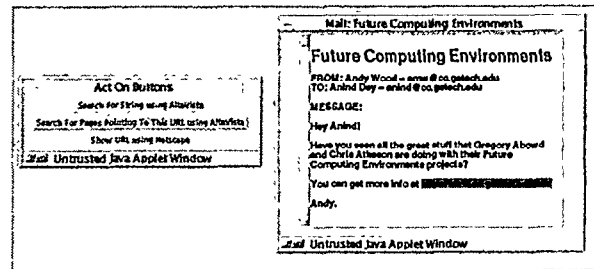 Act On Buttons
Search For String using Altavista
Search For Pages Pointing To This URL using Altavista
Show URL using Netscape
Untrusted Java Applet Window
Mail: Future Computing Environments
Future Computing Environments
FROM: Andy Wood -
TO: Anind Dey - anind@cc.gatech.edu
MESSAGE:
Hey Anind!
Have you seen all the great stuff that Gregory Abowd
and Chris Atkeson are doing with their Future
Computing Environments projects?
You can get more info at
Andy.
Untrusted Java Applet Window